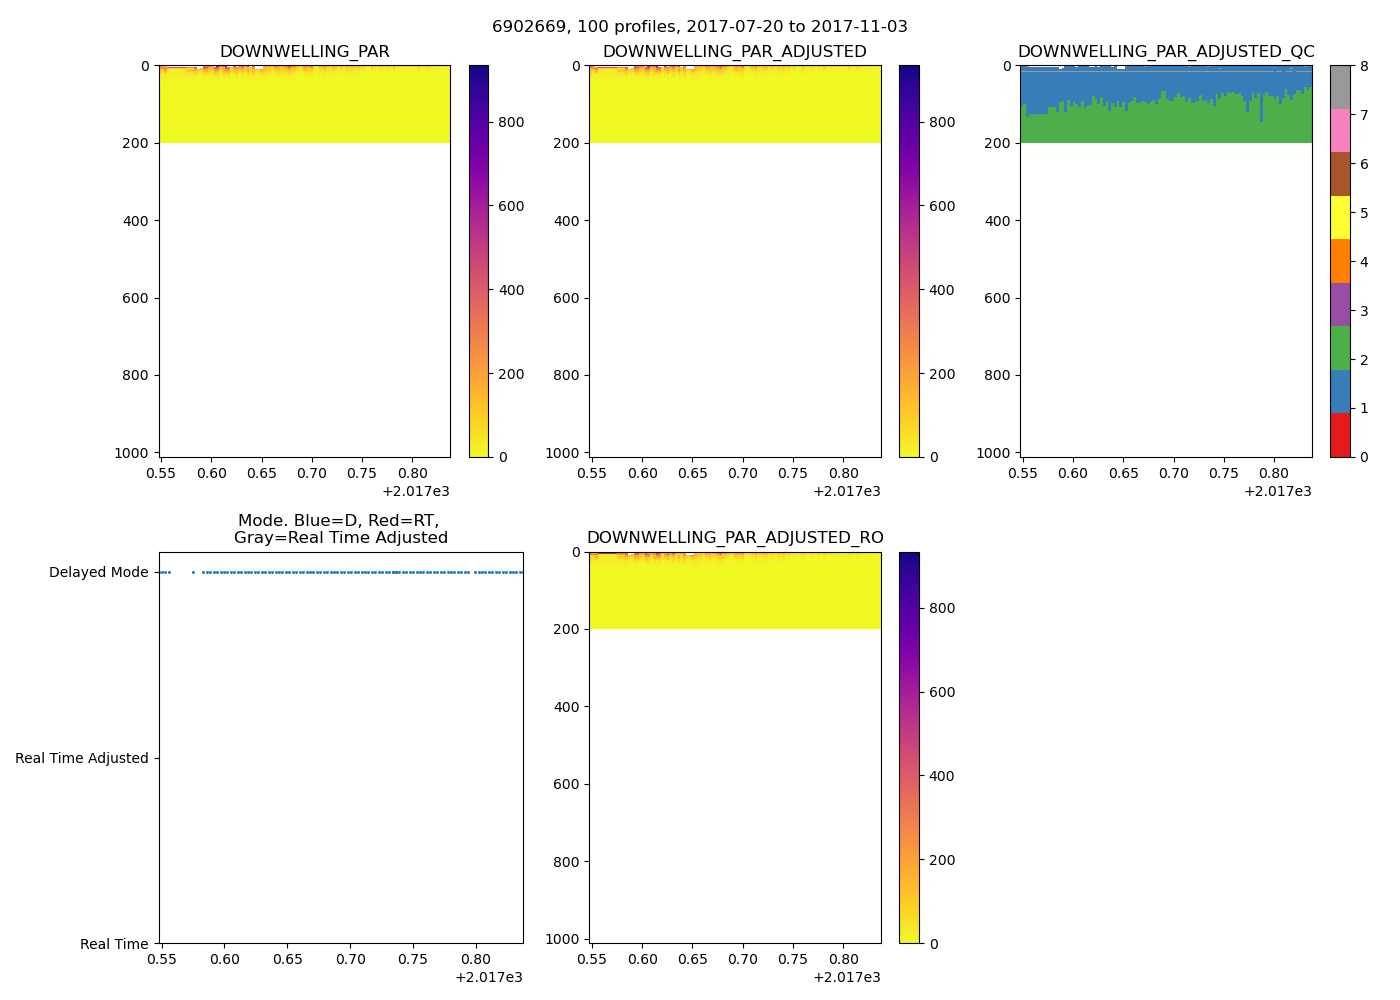 6902669, 100 profiles, 2017-07-20 to 2017-11-03
DOWNWELLING_PAR
0
200
400
600
800
1000
0.55 0.60 0.65 0.70 0.75 0.80
+2.017e3
800
600
400
200
0
DOWNWELLING_PAR_ADJUSTED
0
200
400
600
800
1000
0.55 0.60 0.65 0.70 0.75 0.80
+2.017e3
800
600
400
200
0
DOWNWELLING_PAR_ADJUSTED_QC
0
200
400
600
800
1000
0.55 0.60 0.65 0.70 0.75 0.80
+2.017e3
8
7
6
5
4
3
2
1
0
Mode. Blue=D, Red=RT,
Gray=Real Time Adjusted
Delayed Mode
Real Time Adjusted
Real Time
0.55 0.60 0.65 0.70 0.75 0.80
+2.017e3
DOWNWELLING_PAR_ADJUSTED_RO
0
200
400
600
800
1000
0.55 0.60 0.65 0.70 0.75 0.80
+2.017e3
800
600
400
200
0